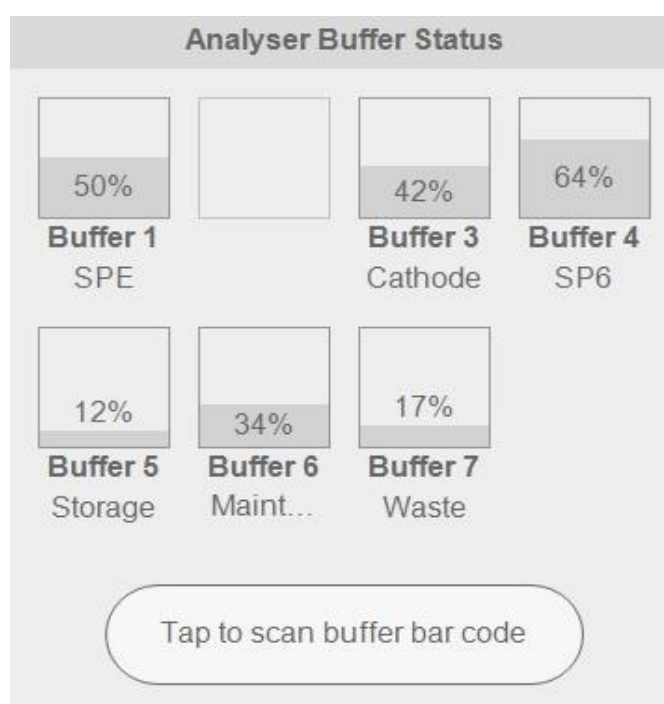 Analyser Buffer Status
50%
42%
64%
Buffer 1
Buffer 3
Buffer 4
SPE
Cathode
SP6
12%
34%
17%
Buffer 5
Buffer 6
Buffer 7
Storage
Maint...
Waste
Tap to scan buffer bar code